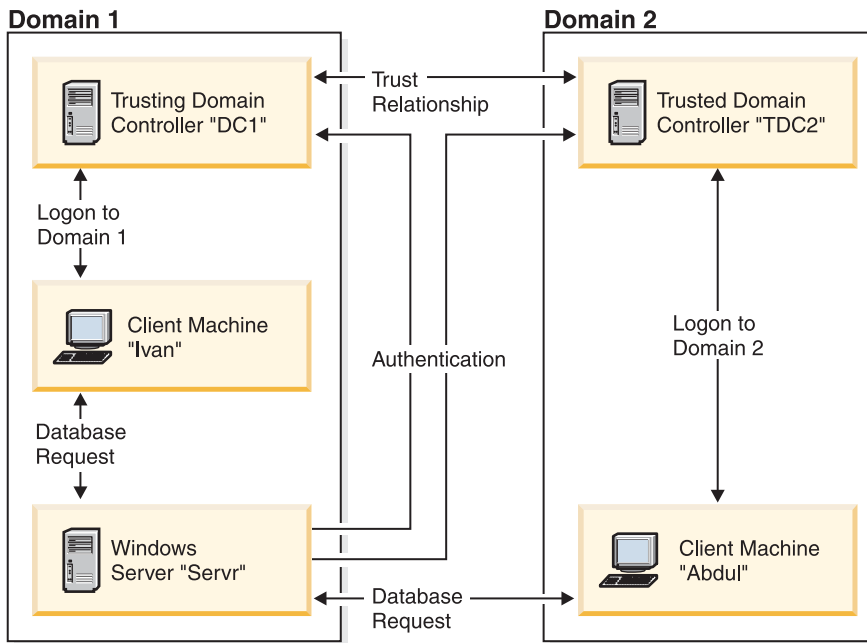 Domain 1
Domain 2
Trusting Domain
Controller "DC1"
Trust
Relationship
Trusted Domain
Controller "TDC2"
Logon to
Domain 1
Client Machine
"Ivan"
Authentication
Logon to
Domain 2
Database
Request
Windows
Server "Servr"
Client Machine
"Abdul"
Database
Request